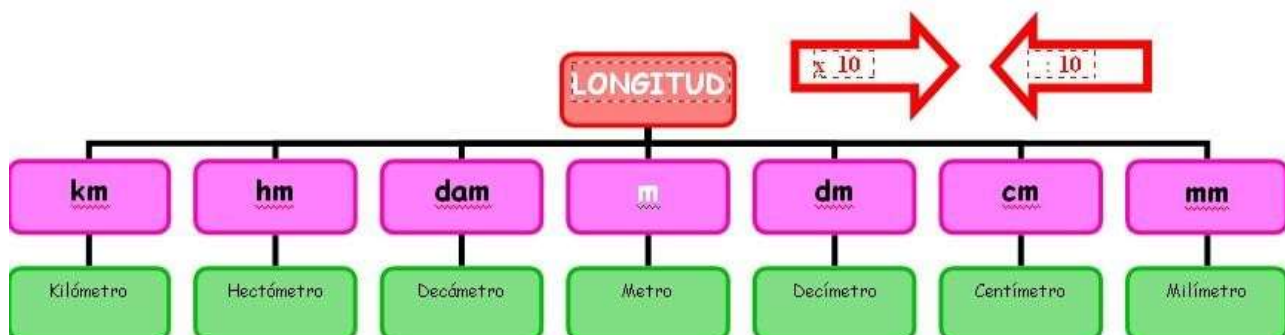 LONGITUD
x 10
: 10
km hm dam m dm cm mm
Kilómetro Hectómetro Decámetro Metro Decímetro Centímetro Milímetro